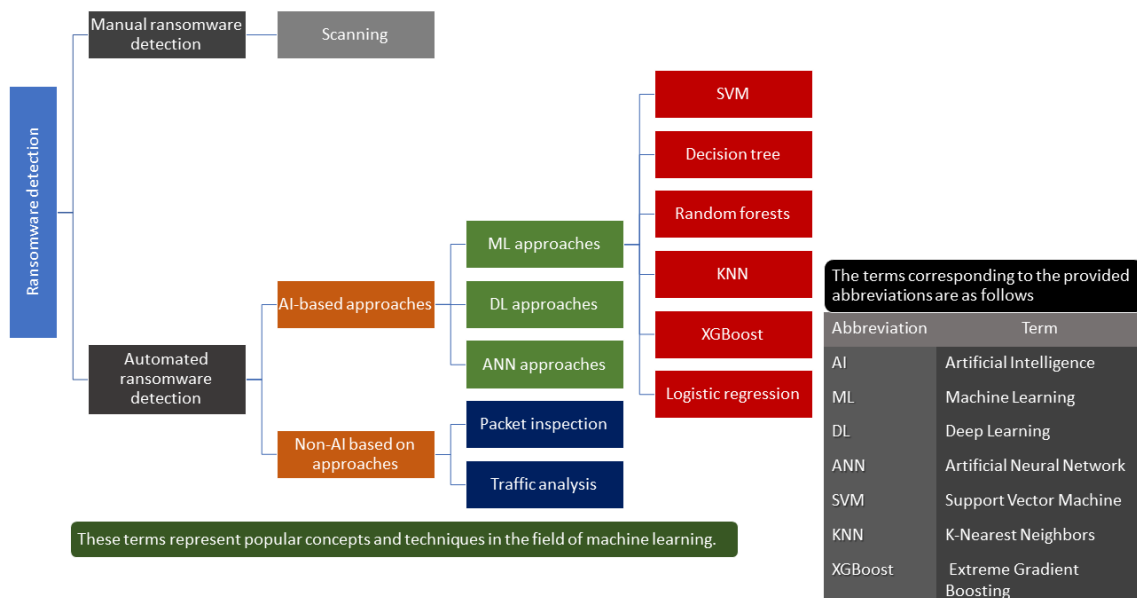 Ransomware detection
Manual ransomware
detection
Scanning
Automated
ransomware
detection
AI-based approaches
Non-AI based on
approaches
ML approaches
DL approaches
ANN approaches
Packet inspection
Traffic analysis
SVM
Decision tree
Random forests
KNN
XGBoost
Logistic regression
These terms represent popular concepts and techniques in the field of machine learning.
The terms corresponding to the provided
abbreviations are as follows
Abbreviation Term
AI Artificial Intelligence
ML Machine Learning
DL Deep Learning
ANN Artificial Neural Network
SVM Support Vector Machine
KNN K-Nearest Neighbors
XGBoost Extreme Gradient
Boosting